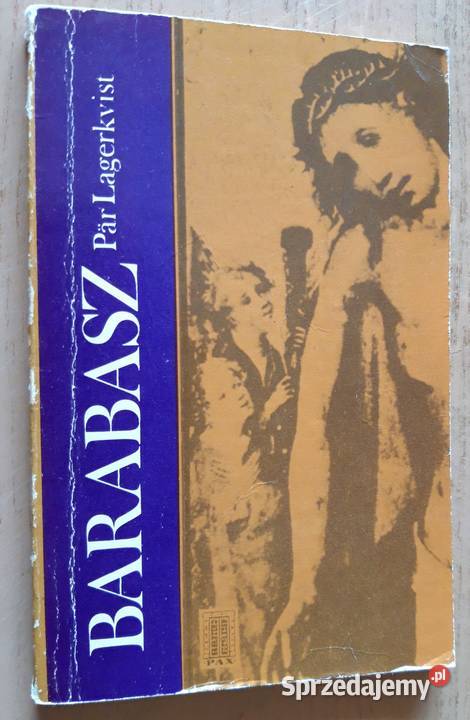 BARABASZ
Pär Lagerkvist
PAX
Sprzedajemy.pl